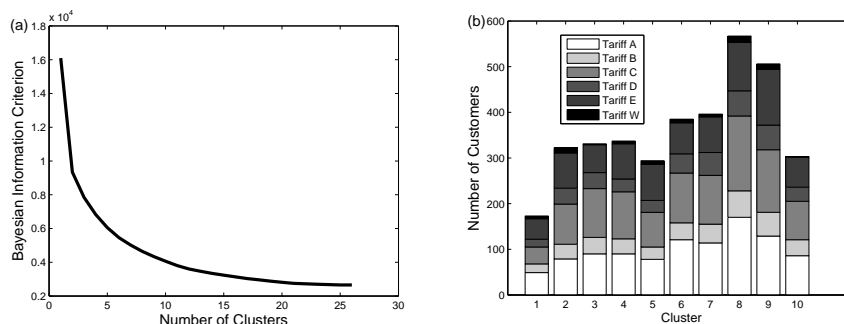 (a)
x 10^4
1.8
1.6
1.4
1.2
1
0.8
0.6
0.4
0.2
0 5 10 15 20 25 30
Number of Clusters
Bayesian Information Criterion
(b)
600
500
400
300
200
100
0
Number of Customers
Tariff A
Tariff B
Tariff C
Tariff D
Tariff E
Tariff W
1 2 3 4 5 6 7 8 9 10
Cluster